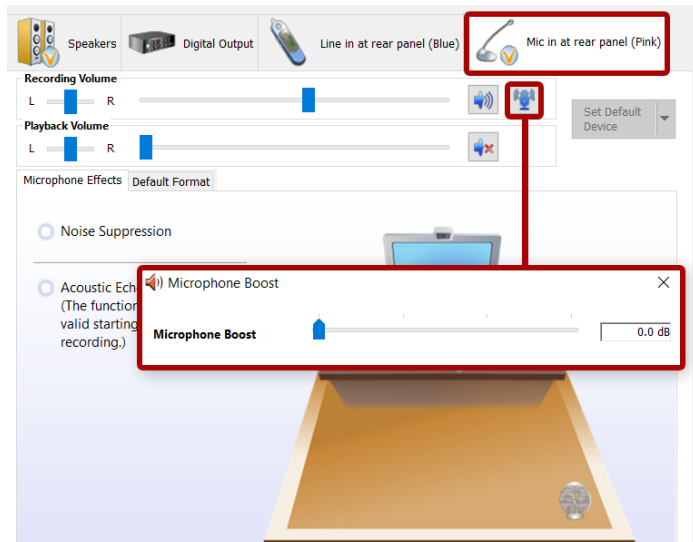 Speakers
Digital Output
Line in at rear panel (Blue)
Mic in at rear panel (Pink)
Recording Volume
L R
Set Default
Device
Playback Volume
L R
Microphone Effects
Default Format
Noise Suppression
Acoustic Ech
(The function
valid starting
recording.)
Microphone Boost
Microphone Boost
0.0 dB